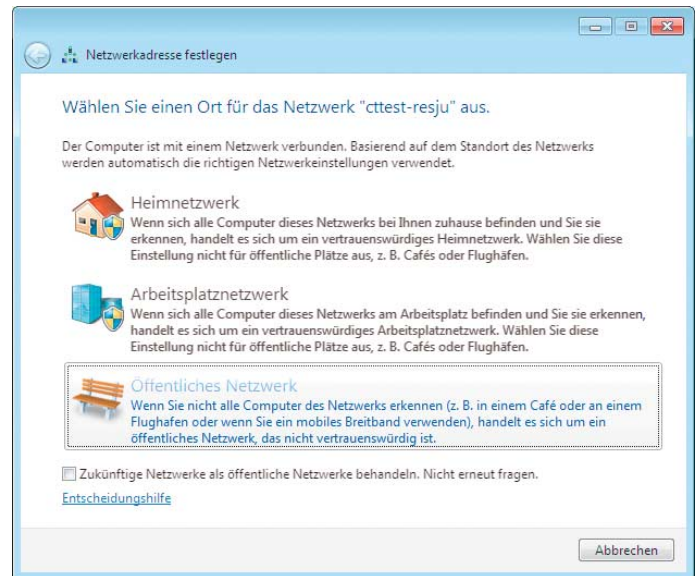 Netzwerkadresse festlegen
Wählen Sie einen Ort für das Netzwerk "cttest-resju" aus.
Der Computer ist mit einem Netzwerk verbunden. Basierend auf dem Standort des Netzwerks
werden automatisch die richtigen Netzwerkeinstellungen verwendet.
Heimnetzwerk
Wenn sich alle Computer dieses Netzwerks bei Ihnen zuhause befinden und Sie sie
erkennen, handelt es sich um ein vertrauenswürdiges Heimnetzwerk. Wählen Sie diese
Einstellung nicht für öffentliche Plätze aus, z. B. Cafés oder Flughäfen.
Arbeitsplatznetzwerk
Wenn sich alle Computer dieses Netzwerks am Arbeitsplatz befinden und Sie sie erkennen,
handelt es sich um ein vertrauenswürdiges Arbeitsplatznetzwerk. Wählen Sie diese
Einstellung nicht für öffentliche Plätze aus, z. B. Cafés oder Flughäfen.
Öffentliches Netzwerk
Wenn Sie nicht alle Computer des Netzwerks erkennen (z. B. in einem Café oder an einem
Flughafen oder wenn Sie ein mobiles Breitband verwenden), handelt es sich um ein
öffentliches Netzwerk, das nicht vertrauenswürdig ist.
Zukünftige Netzwerke als öffentliche Netzwerke behandeln. Nicht erneut fragen.
Entscheidungshilfe
Abbrechen